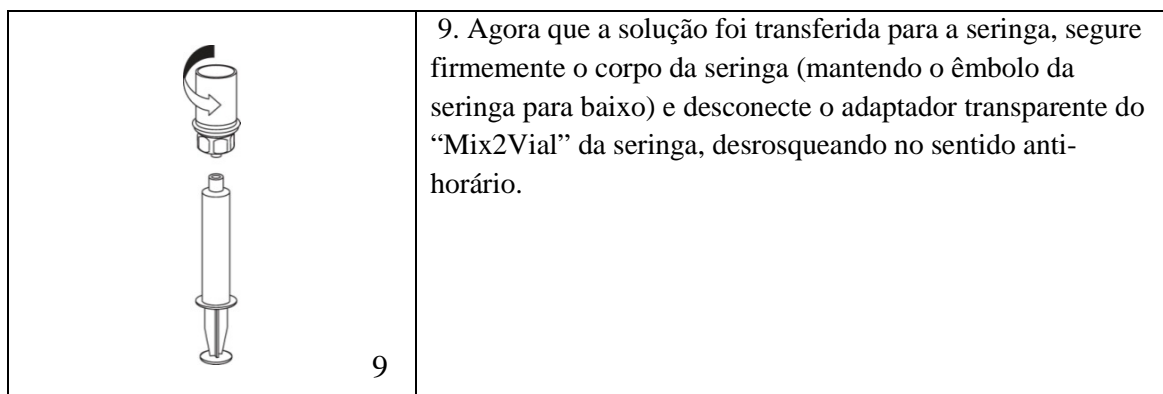 9. Agora que a solução foi transferida para a seringa, segure
firmemente o corpo da seringa (mantendo o êmbolo da
seringa para baixo) e desconecte o adaptador transparente do
“Mix2Vial” da seringa, desrosqueando no sentido anti-
horário.
9